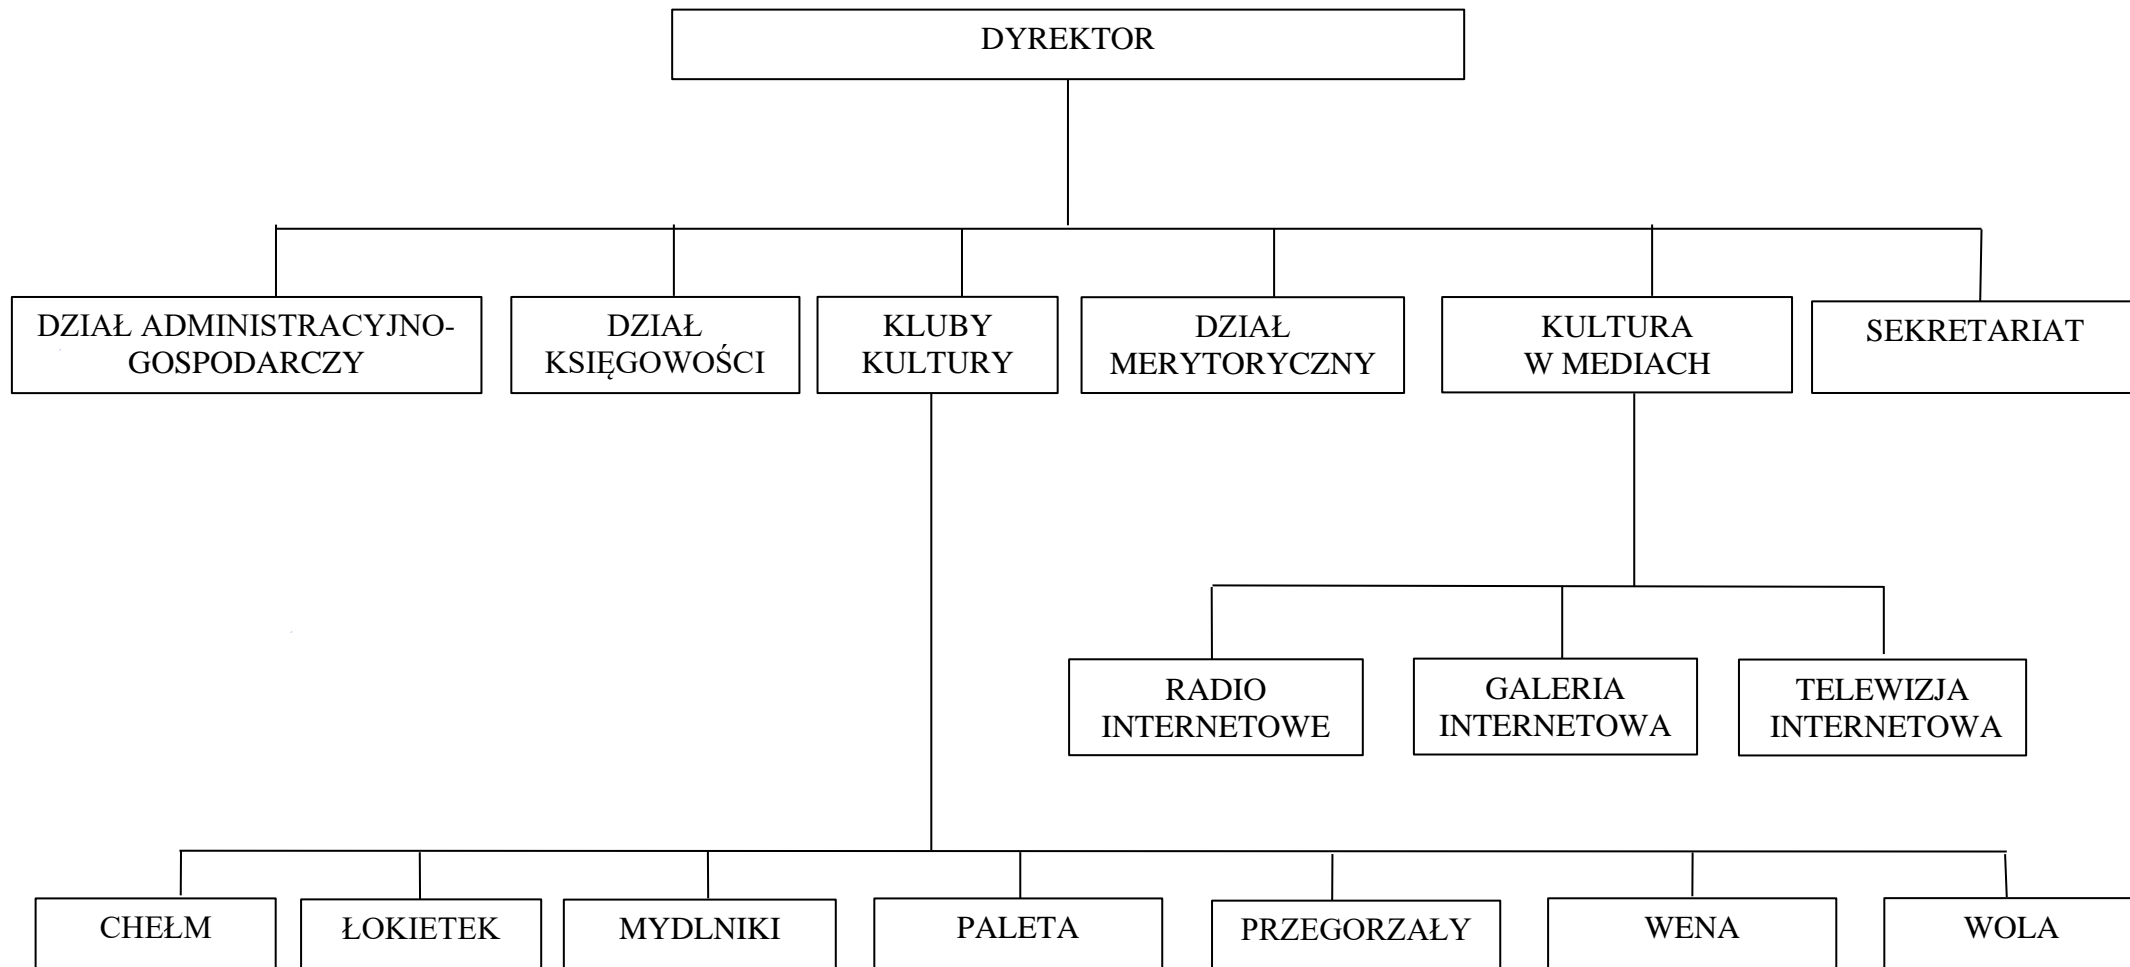 DYREKTOR
DZIAŁ ADMINISTRACYJNO-
GOSPODARCZY
DZIAŁ
KSIĘGOWOŚCI
KLUBY
KULTURY
DZIAŁ
MERYTORYCZNY
KULTURA
W MEDIACH
SEKRETARIAT
RADIO
INTERNETOWE
GALERIA
INTERNETOWA
TELEWIZJA
INTERNETOWA
CHEŁM
ŁOKIETEK
MYDLNIKI
PALETA
PRZEGORZAŁY
WENA
WOLA